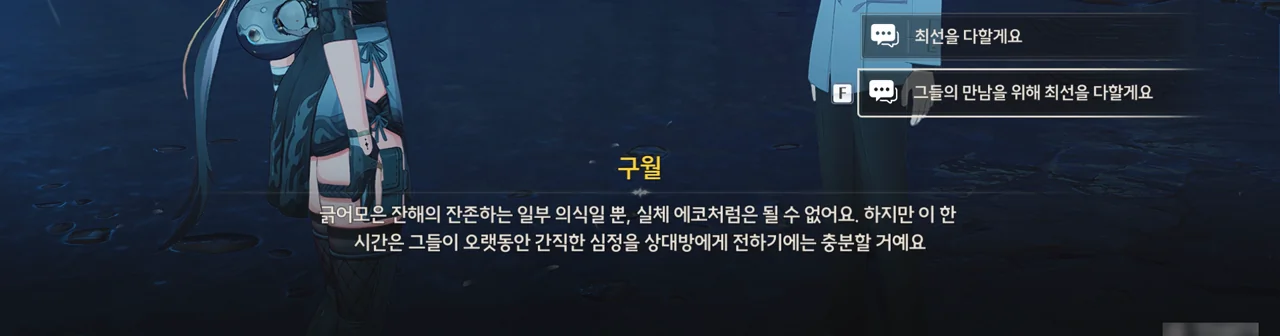 최선을 다할게요
F
그들의 만남을 위해 최선을 다할게요
구월
긁어모은 잔해의 잔존하는 일부 의식일 뿐, 실체 에코처럼은 될 수 없어요. 하지만 이 한
시간은 그들이 오랫동안 간직한 심정을 상대방에게 전하기에는 충분할 거예요